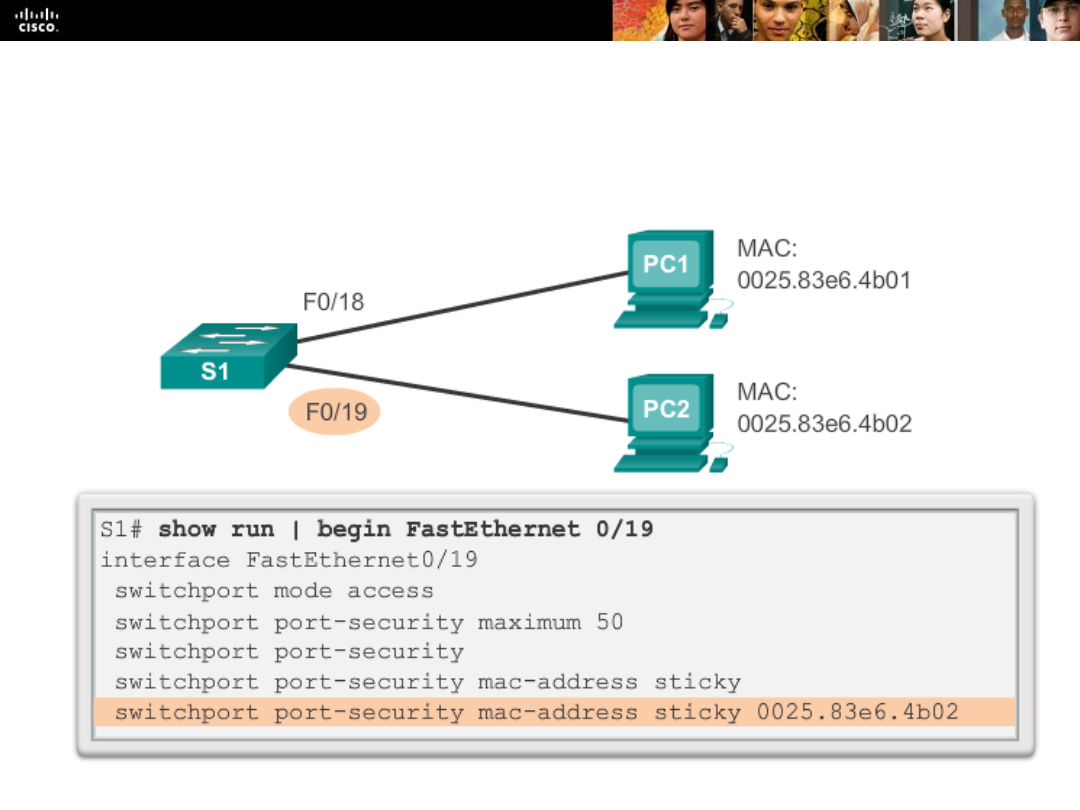 CISCO.
PC1
MAC:
0025.83e6.4b01
F0/18
S1
F0/19
PC2
MAC:
0025.83e6.4b02
S1# show run | begin FastEthernet 0/19
interface FastEthernet0/19
switchport mode access
switchport port-security maximum 50
switchport port-security
switchport port-security mac-address sticky
switchport port-security mac-address sticky 0025.83e6.4b02